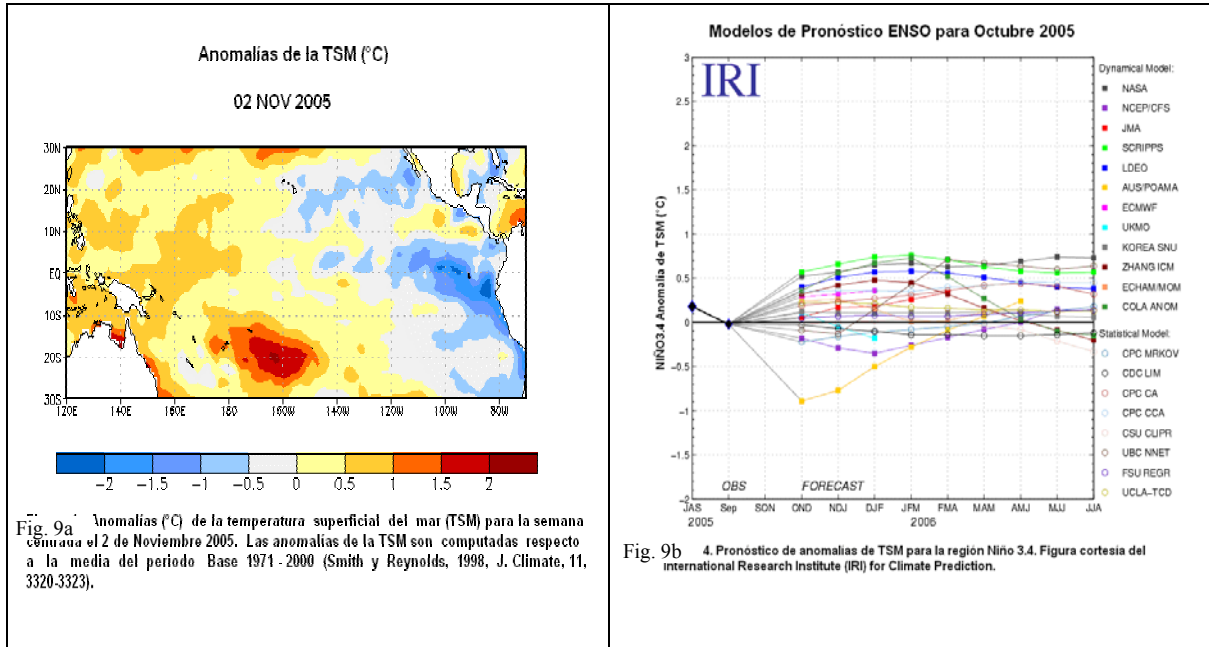 Anomalías de la TSM (°C)
02 NOV 2005
30N
20N
10N
EQ
10S
20S
30S
120E 140E 160E 180 160W 140W 120W 100W 80W
-2 -1.5 -1 -0.5 0 0.5 1 1.5 2
Fig. 9a
Anomalías (°C) de la temperatura superficial del mar (TSM) para la semana
centrada el 2 de Noviembre 2005. Las anomalías de la TSM son computadas respecto
a la media del periodo Base 1971 - 2000 (Smith y Reynolds, 1998, J. Climate, 11,
3320-3323).
Modelos de Pronóstico ENSO para Octubre 2005
IRI
NIÑO3.4 Anomalia de TSM (°C)
3
2.5
2
1.5
1
0.5
0
-0.5
-1
-1.5
-2
OBS FORECAST
JAS Sep SON OND NDJ DJF JFM FMA MAM AMJ MJJ JJA
2005 2006
Dynamical Model:
NASA
NCEP/CFS
JMA
SCRIPPS
LDEO
AUS/POAMA
ECMWF
UKMO
KOREA SNU
ZHANG ICM
ECHAM/MOM
COLA ANOM
Statistical Model:
CPC MRKOV
CDC LIM
CPC CA
CPC CCA
CSU CLIPR
UBC NNET
FSU REGR
UCLA-TCD
Fig. 9b
4. Pronóstico de anomalías de TSM para la región Niño 3.4. Figura cortesía del
International Research Institute (IRI) for Climate Prediction.